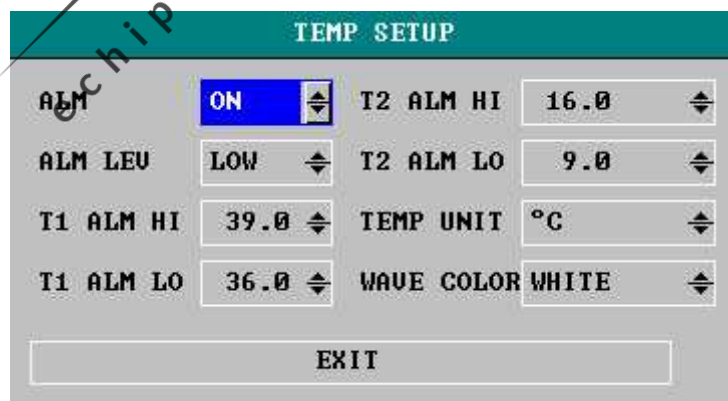 TEMP SETUP
echip
ALM ON T2 ALM HI 16.0
ALM LEV LOW T2 ALM LO 9.0
T1 ALM HI 39.0 TEMP UNIT °C
T1 ALM LO 36.0 WAVE COLOR WHITE
EXIT